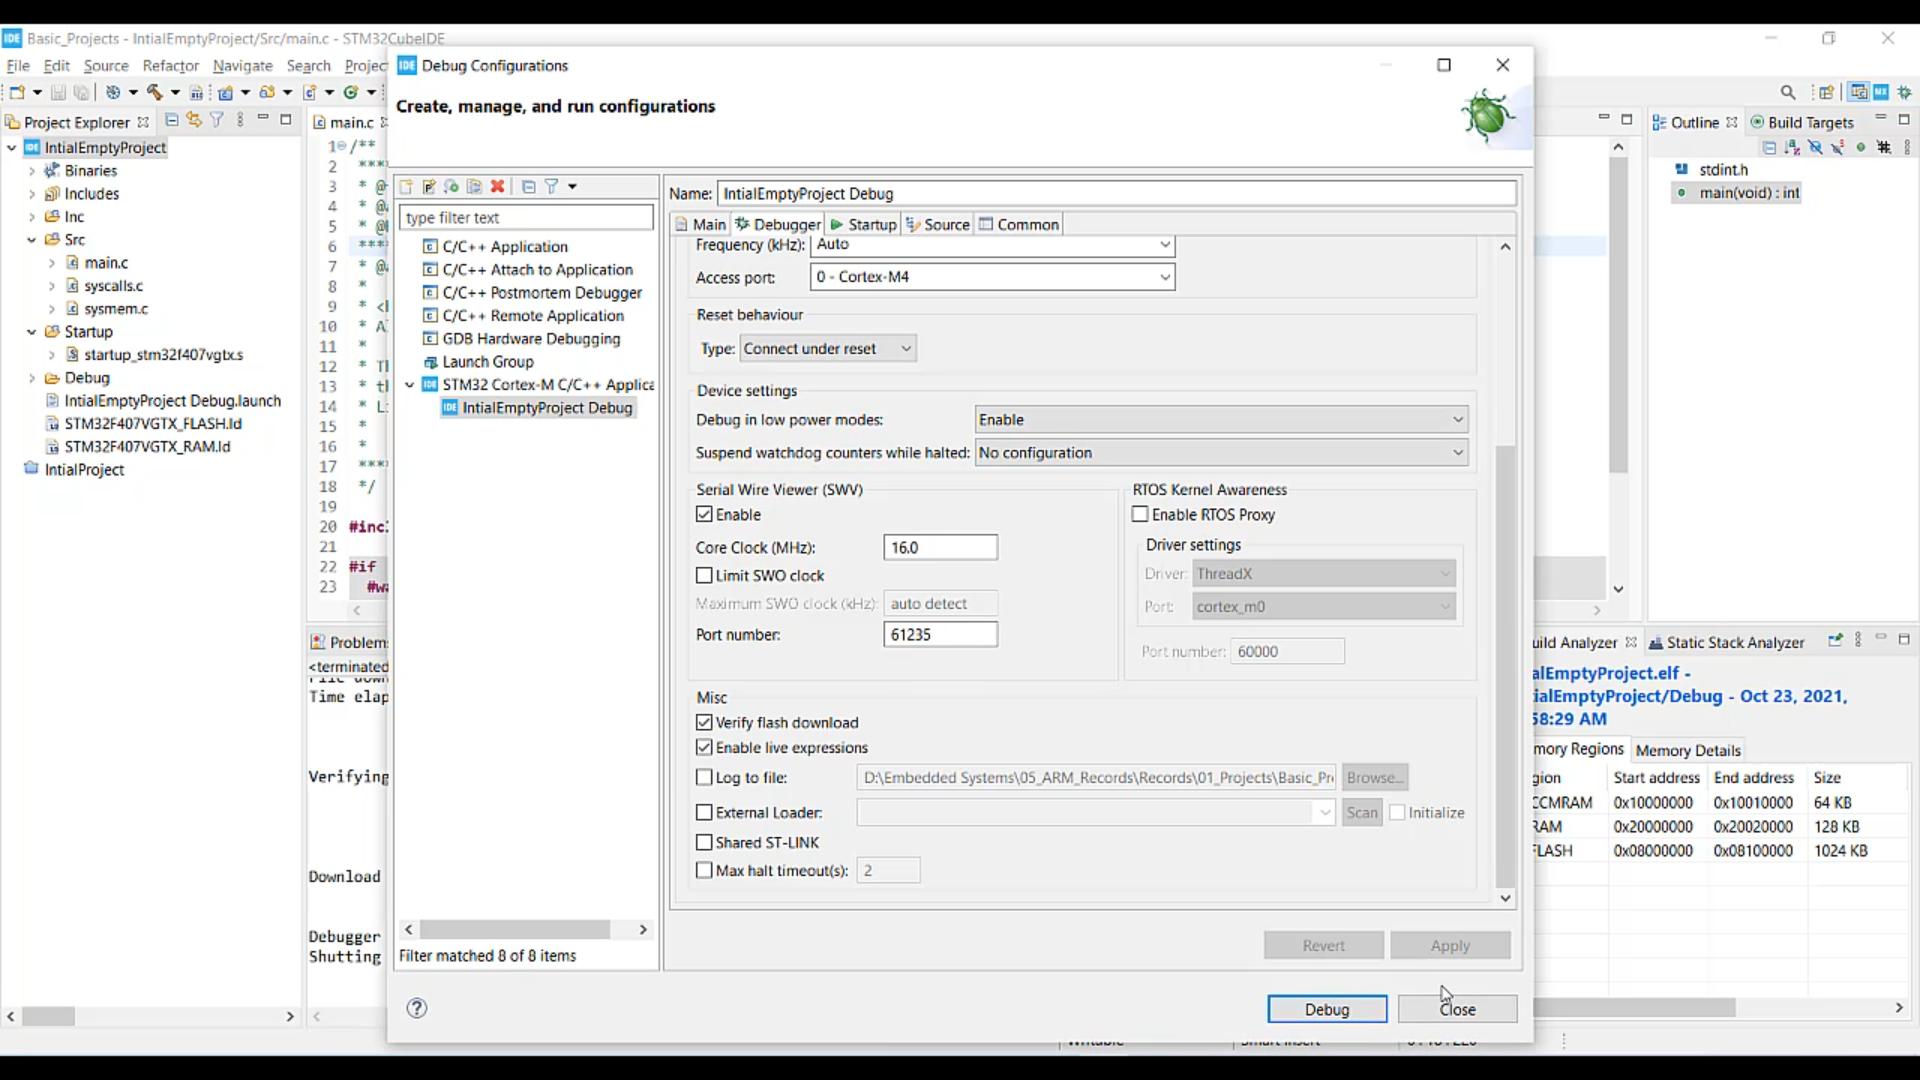 IDE Basic_Projects - IntialEmptyProject/Src/main.c - STM32CubeIDE
File Edit Source Refactor Navigate Search Projec
Project Explorer
IDE IntialEmptyProject
Binaries
Includes
Inc
Src
main.c
syscalls.c
sysmem.c
Startup
startup_stm32f407vgtx.s
Debug
IntialEmptyProject Debug.launch
STM32F407VGTX_FLASH.ld
STM32F407VGTX_RAM.ld
IntialProject
main.c
1 /**
2 ****
3 * @
4 * @
5 * @
6 ****
7 * @
8 *
9 * <
10 * A
11 *
12 * T
13 * t
14 * L
15 *
16 *
17 ****
18 */
19
20 #inc
21
22 #if
23 #wa
Problems
<terminated
Time elap
Verifying
Download
Debugger
Shutting
IDE Debug Configurations
Create, manage, and run configurations
type filter text
C/C++ Application
C/C++ Attach to Application
C/C++ Postmortem Debugger
C/C++ Remote Application
GDB Hardware Debugging
Launch Group
IDE STM32 Cortex-M C/C++ Applica
IDE IntialEmptyProject Debug
Filter matched 8 of 8 items
Name: IntialEmptyProject Debug
Main Debugger Startup Source Common
Frequency (kHz): Auto
Access port: 0 - Cortex-M4
Reset behaviour
Type: Connect under reset
Device settings
Debug in low power modes: Enable
Suspend watchdog counters while halted: No configuration
Serial Wire Viewer (SWV)
Enable
Core Clock (MHz): 16.0
Limit SWO clock
Maximum SWO clock (kHz): auto detect
Port number: 61235
RTOS Kernel Awareness
Enable RTOS Proxy
Driver settings
Driver: ThreadX
Port: cortex_m0
Port number: 60000
Misc
Verify flash download
Enable live expressions
Log to file: D:\Embedded Systems\05_ARM_Records\Records\01_Projects\Basic_Pr Browse...
External Loader: Scan Initialize
Shared ST-LINK
Max halt timeout(s): 2
Revert Apply
Debug Close
MX
Outline Build Targets
stdint.h
main(void) : int
uild Analyzer Static Stack Analyzer
alEmptyProject.elf -
ialEmptyProject/Debug - Oct 23, 2021,
58:29 AM
mory Regions Memory Details
gion Start address End address Size
CCMRAM 0x10000000 0x10010000 64 KB
RAM 0x20000000 0x20020000 128 KB
FLASH 0x08000000 0x08100000 1024 KB